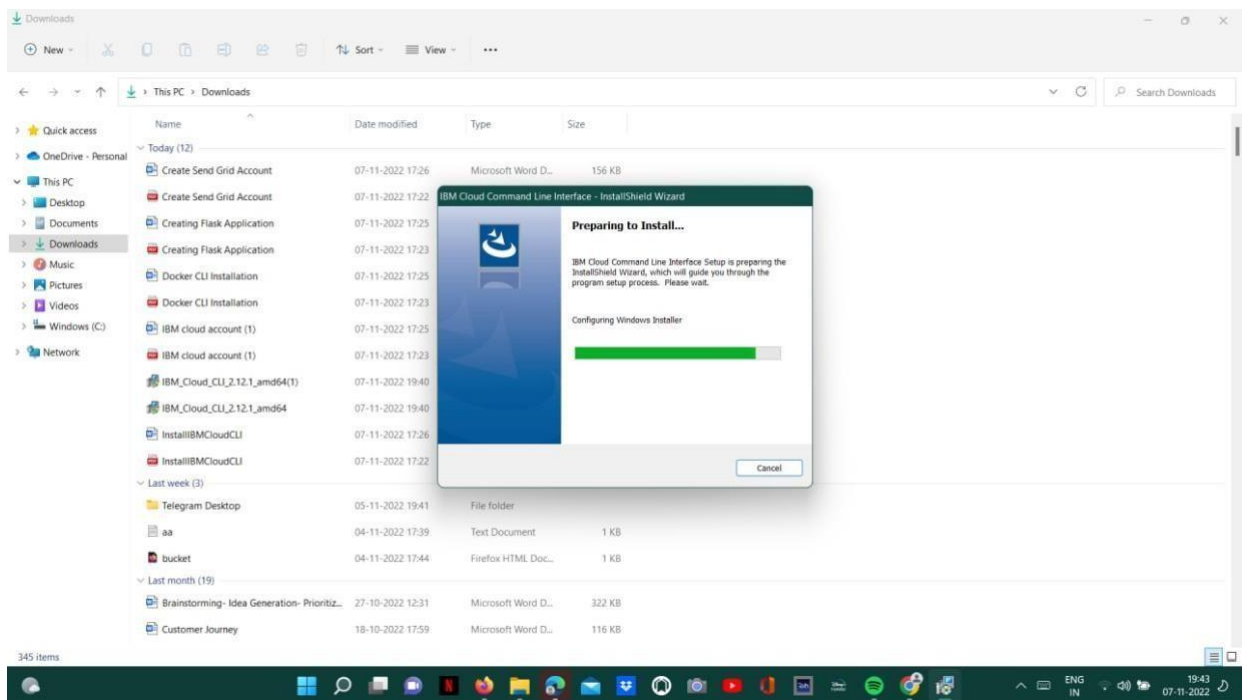 Downloads
New
Sort
View
This PC > Downloads
Search Downloads
Name Date modified Type Size
Quick access
OneDrive - Personal
This PC
Desktop
Documents
Downloads
Music
Pictures
Videos
Windows (C:)
Network
Today (12)
Create Send Grid Account 07-11-2022 17:26 Microsoft Word D... 156 KB
Create Send Grid Account 07-11-2022 17:22
Creating Flask Application 07-11-2022 17:25
Creating Flask Application 07-11-2022 17:23
Docker CLI Installation 07-11-2022 17:25
Docker CLI Installation 07-11-2022 17:23
IBM cloud account (1) 07-11-2022 17:25
IBM cloud account (1) 07-11-2022 17:23
IBM_Cloud_CLI_2.12.1_amd64(1) 07-11-2022 19:40
IBM_Cloud_CLI_2.12.1_amd64 07-11-2022 19:40
InstallIBMCloudCLI 07-11-2022 17:26
InstallIBMCloudCLI 07-11-2022 17:22
Last week (3)
Telegram Desktop 05-11-2022 19:41 File folder
aa 04-11-2022 17:39 Text Document 1 KB
bucket 04-11-2022 17:44 Firefox HTML Doc... 1 KB
Last month (19)
Brainstorming- Idea Generation- Prioritiz... 27-10-2022 12:31 Microsoft Word D... 322 KB
Customer Journey 18-10-2022 17:59 Microsoft Word D... 116 KB
IBM Cloud Command Line Interface - InstallShield Wizard
Preparing to Install...
IBM Cloud Command Line Interface Setup is preparing the
InstallShield Wizard, which will guide you through the
program setup process. Please wait.
Configuring Windows Installer
Cancel
345 items
ENG
IN
19:43
07-11-2022